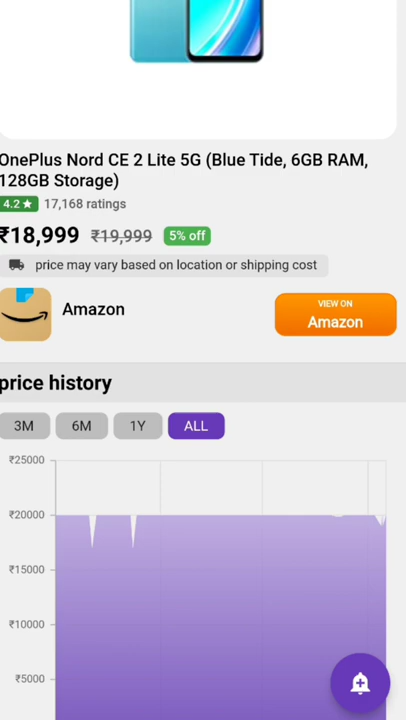 OnePlus Nord CE 2 Lite 5G (Blue Tide, 6GB RAM,
128GB Storage)
4.2★ 17,168 ratings
₹18,999 ₹19,999 5% off
price may vary based on location or shipping cost
Amazon
VIEW ON
Amazon
price history
3M 6M 1Y ALL
₹25000
₹20000
₹15000
₹10000
₹5000